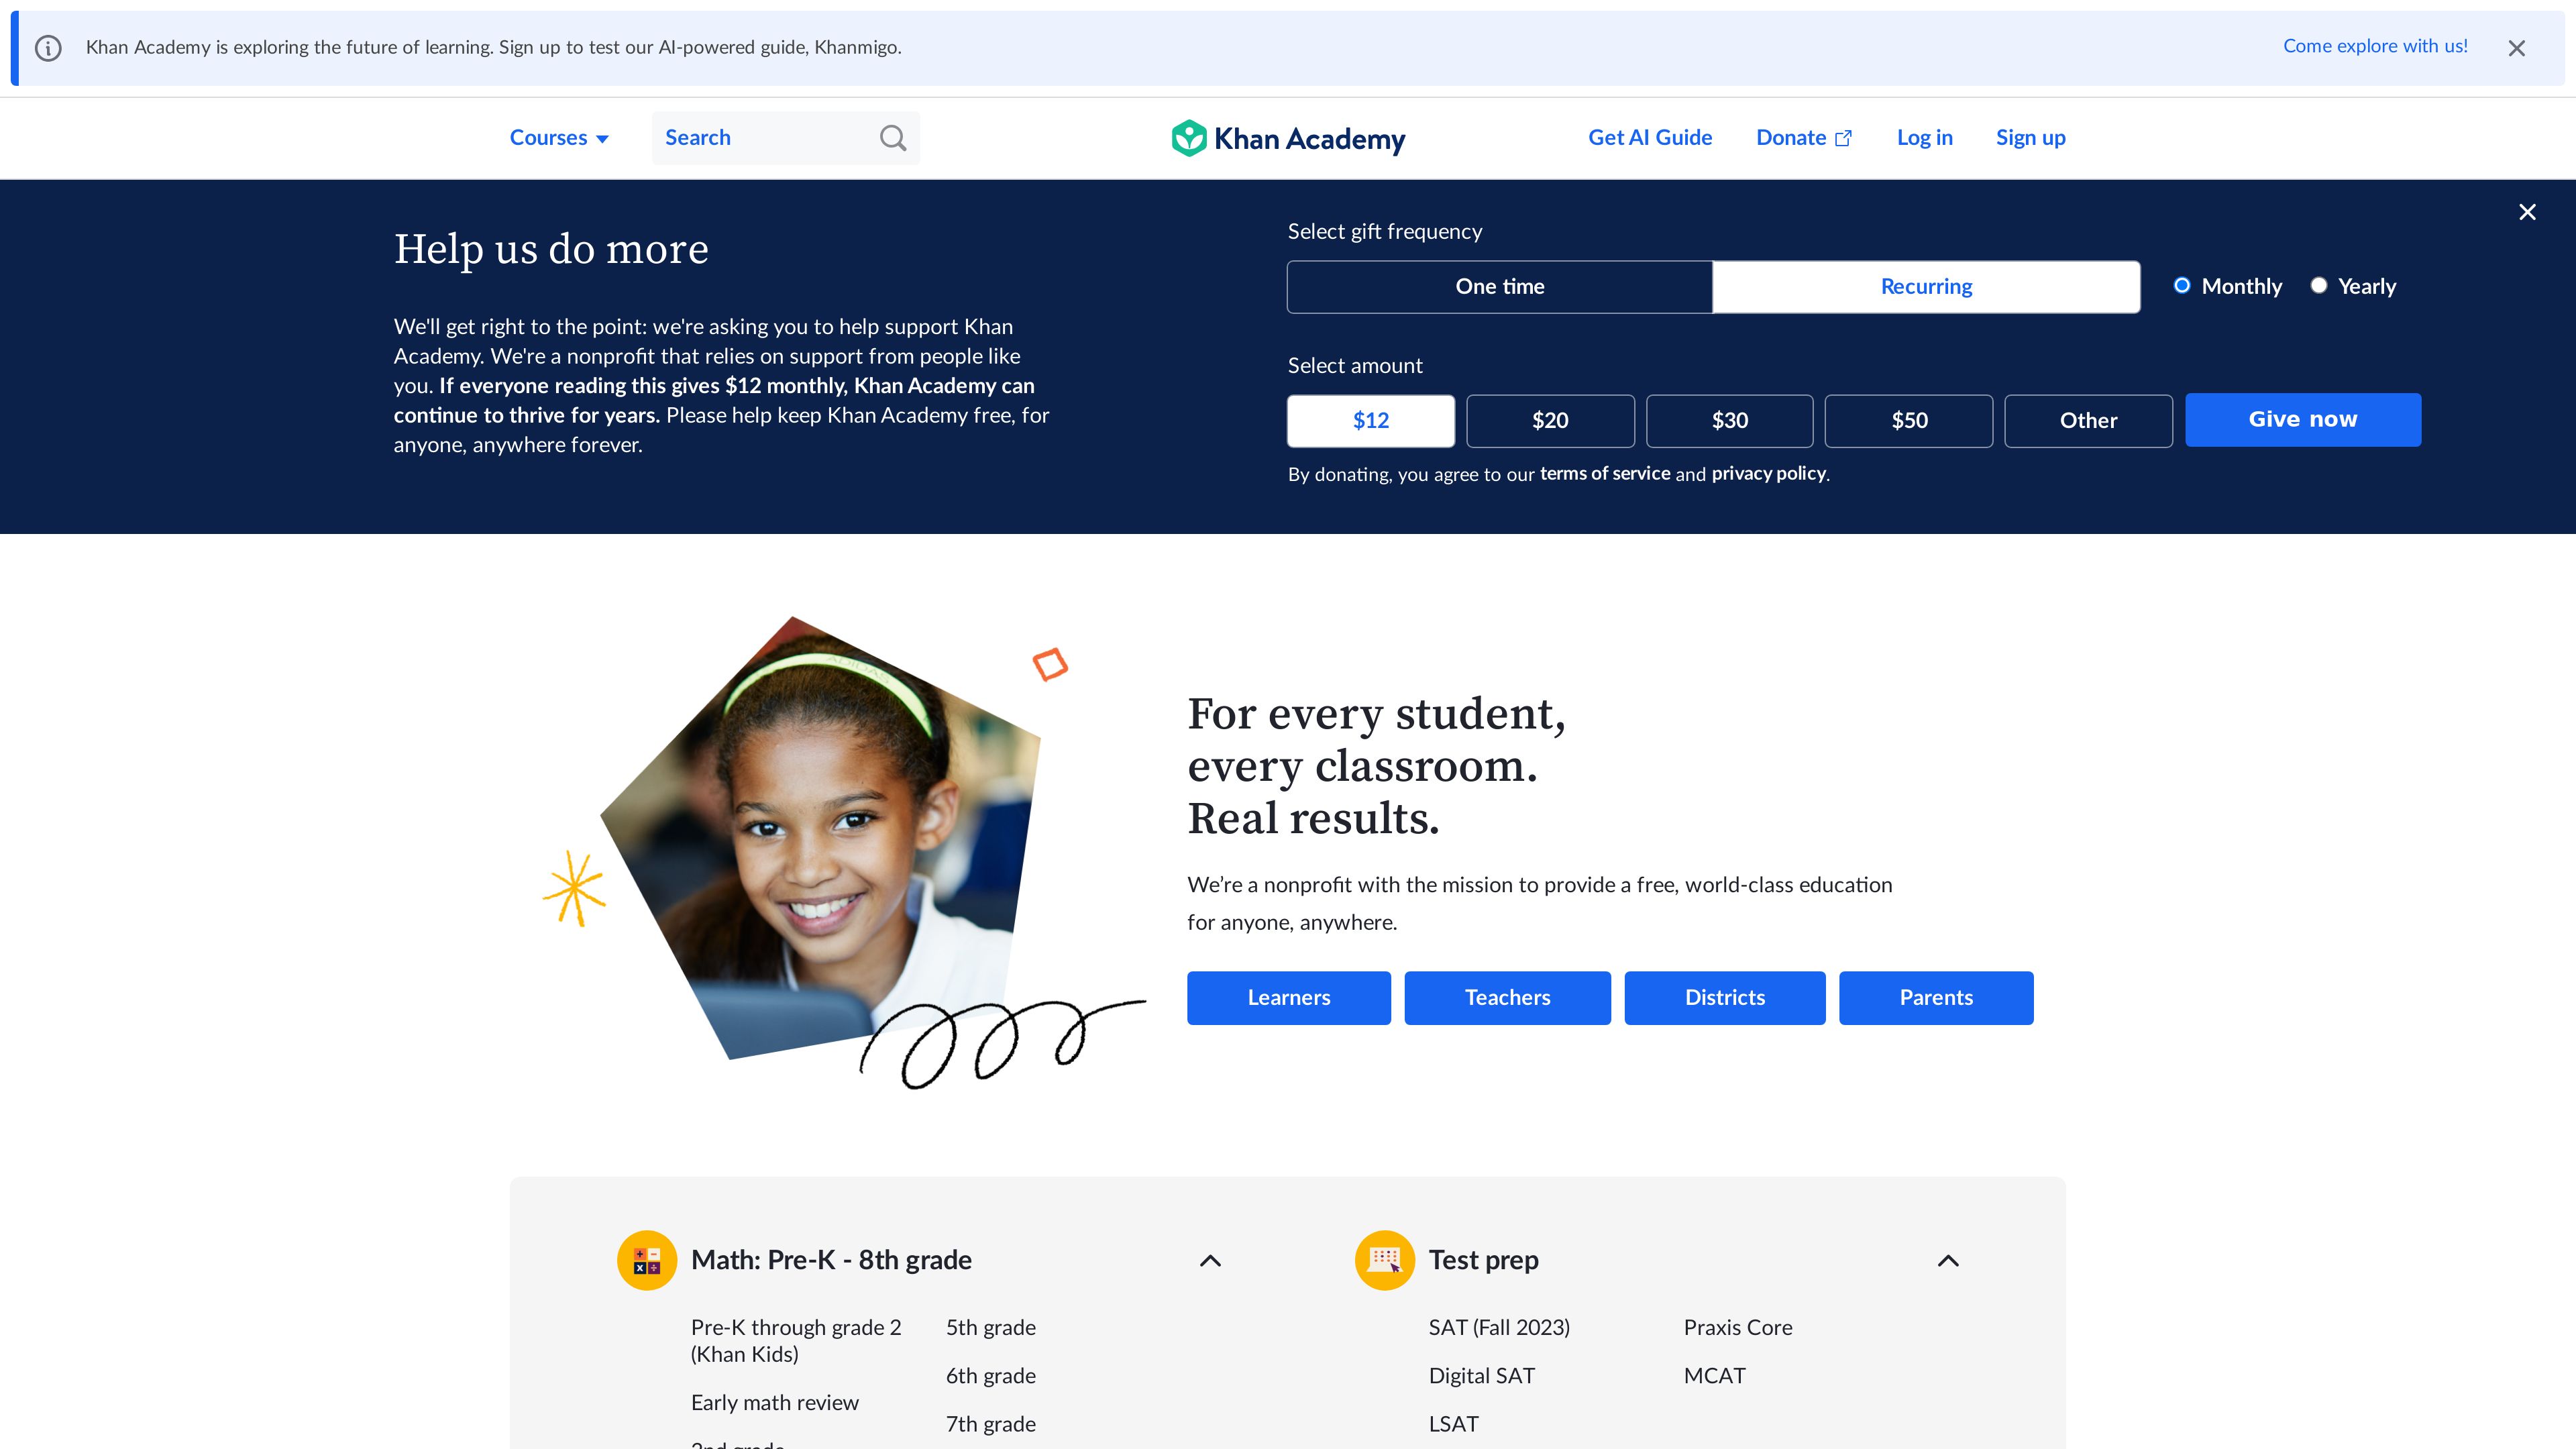 Khan Academy is exploring the future of learning. Sign up to test our AI-powered guide, Khanmigo.
Come explore with us!
Courses
Search
Khan Academy
Get AI Guide
Donate
Log in
Sign up
Help us do more
We'll get right to the point: we're asking you to help support Khan
Academy. We're a nonprofit that relies on support from people like
you. If everyone reading this gives $12 monthly, Khan Academy can
continue to thrive for years. Please help keep Khan Academy free, for
anyone, anywhere forever.
Select gift frequency
One time
Recurring
Monthly
Yearly
Select amount
$12
$20
$30
$50
Other
Give now
By donating, you agree to our terms of service and privacy policy.
For every student,
every classroom.
Real results.
We’re a nonprofit with the mission to provide a free, world-class education
for anyone, anywhere.
Learners
Teachers
Districts
Parents
Math: Pre-K - 8th grade
Pre-K through grade 2
(Khan Kids)
Early math review
5th grade
6th grade
7th grade
Test prep
SAT (Fall 2023)
Digital SAT
LSAT
Praxis Core
MCAT